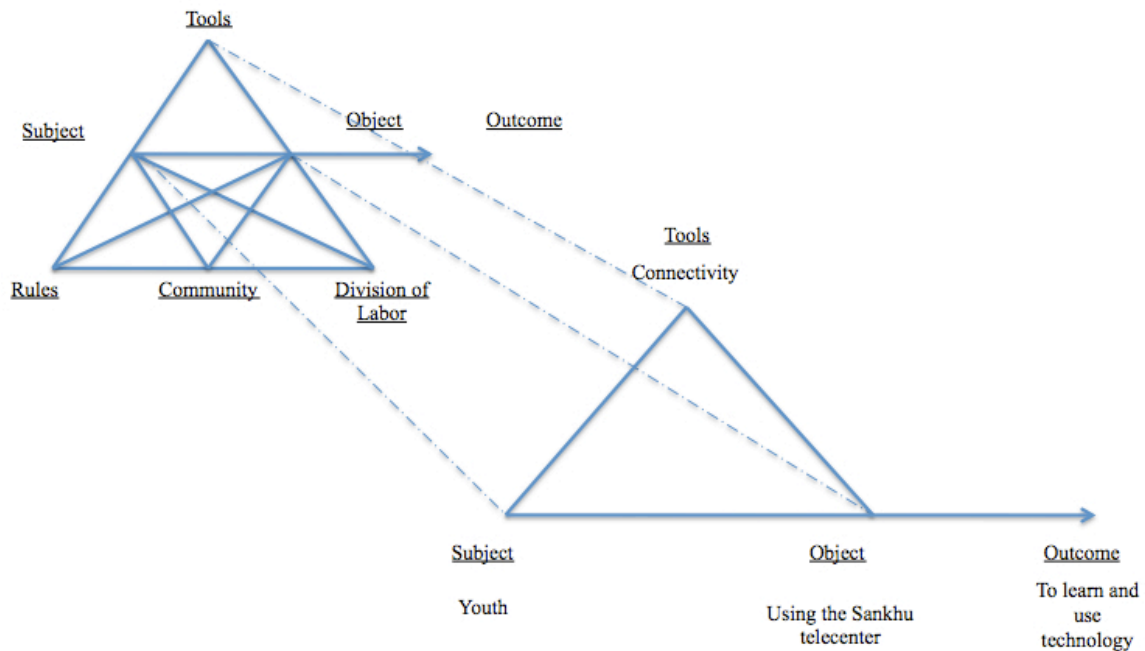 Tools
Subject
Object
Outcome
Rules
Community
Division of
Labor
Tools
Connectivity
Subject
Object
Outcome
Youth
Using the Sankhu
telecenter
To learn and
use
technology